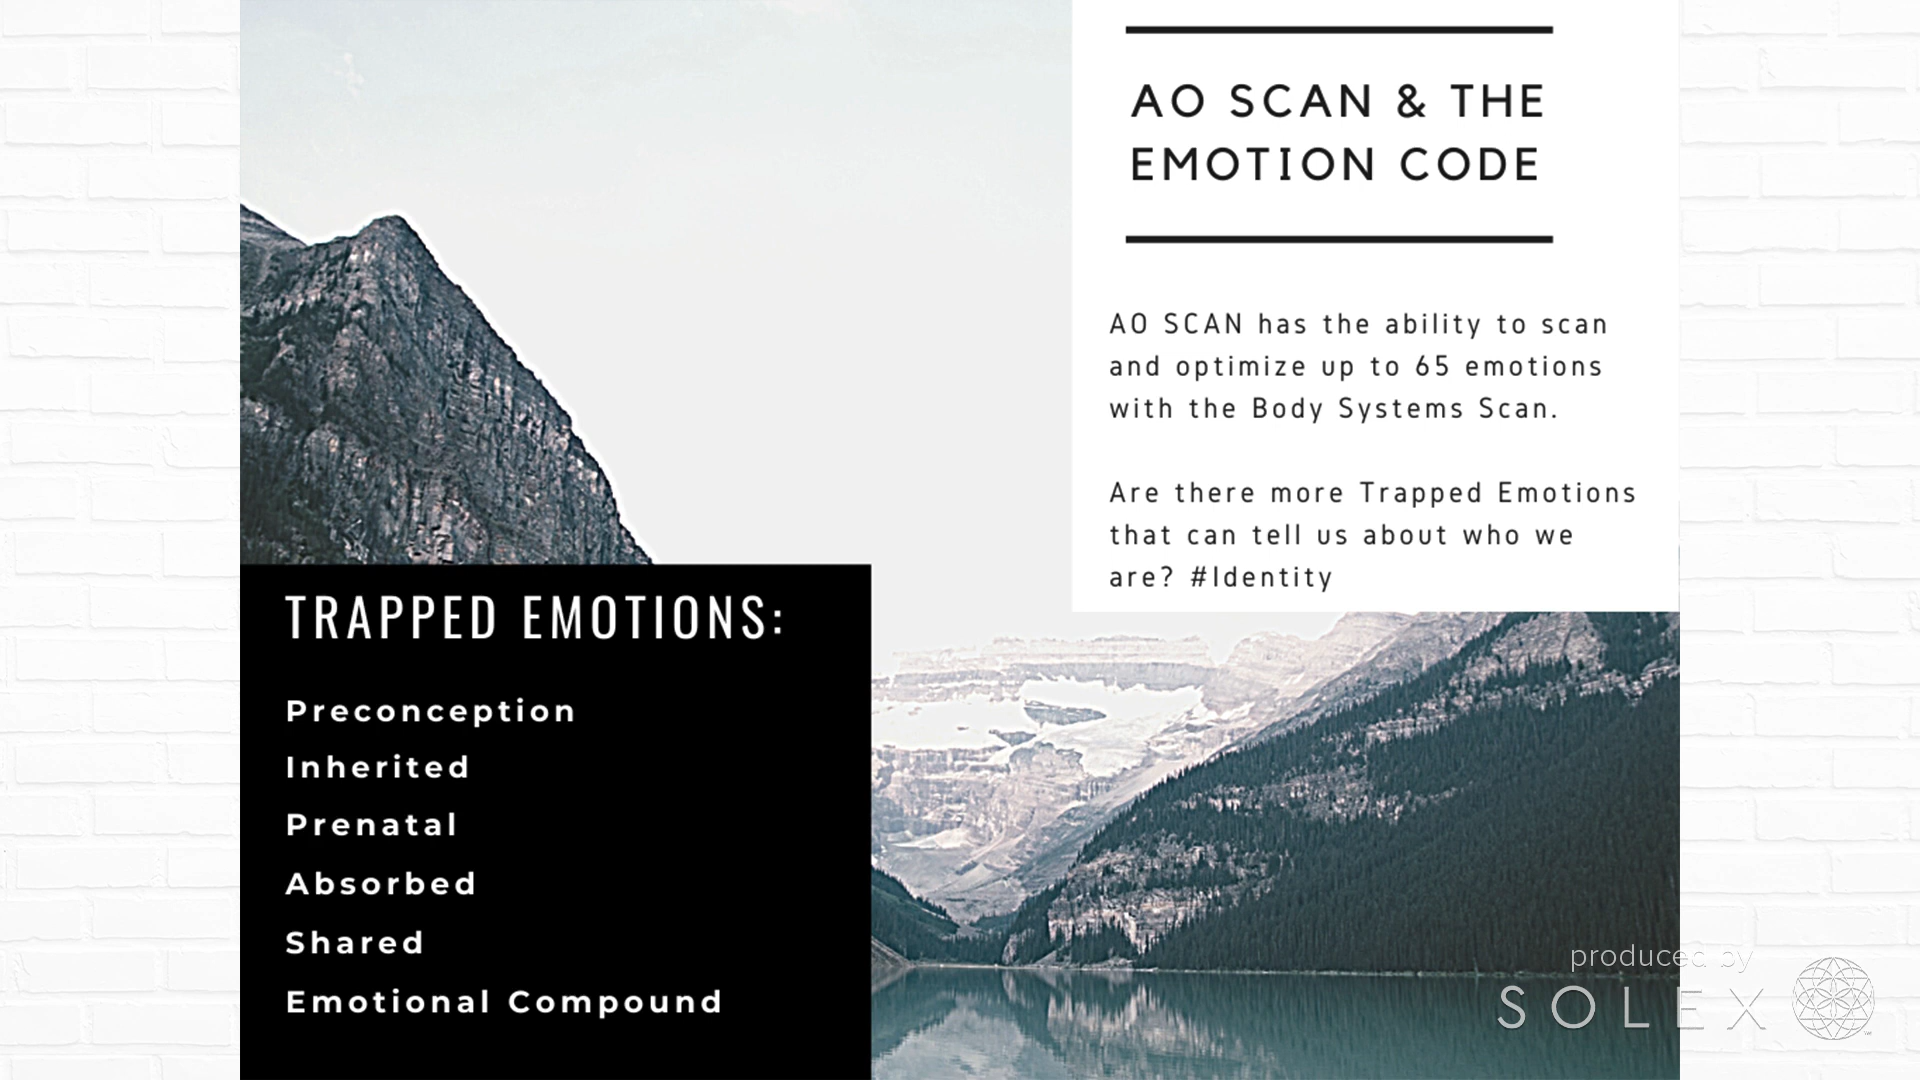 AO SCAN & THE
EMOTION CODE
AO SCAN has the ability to scan
and optimize up to 65 emotions
with the Body Systems Scan.
Are there more Trapped Emotions
that can tell us about who we
are? #Identity
TRAPPED EMOTIONS:
Preconception
Inherited
Prenatal
Absorbed
Shared
Emotional Compound
produced by
SOLEX